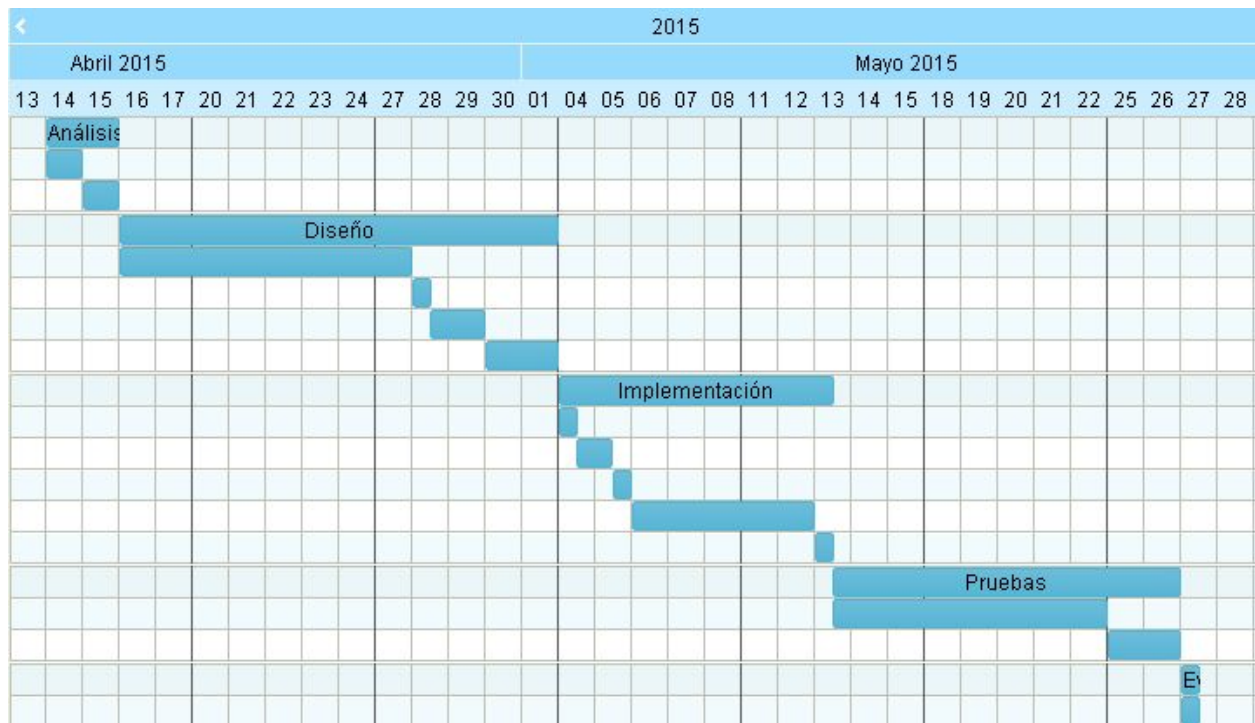 2015
Abril 2015 Mayo 2015
13 14 15 16 17 20 21 22 23 24 27 28 29 30 01 04 05 06 07 08 11 12 13 14 15 18 19 20 21 22 25 26 27 28
Análisis
Diseño
Implementación
Pruebas